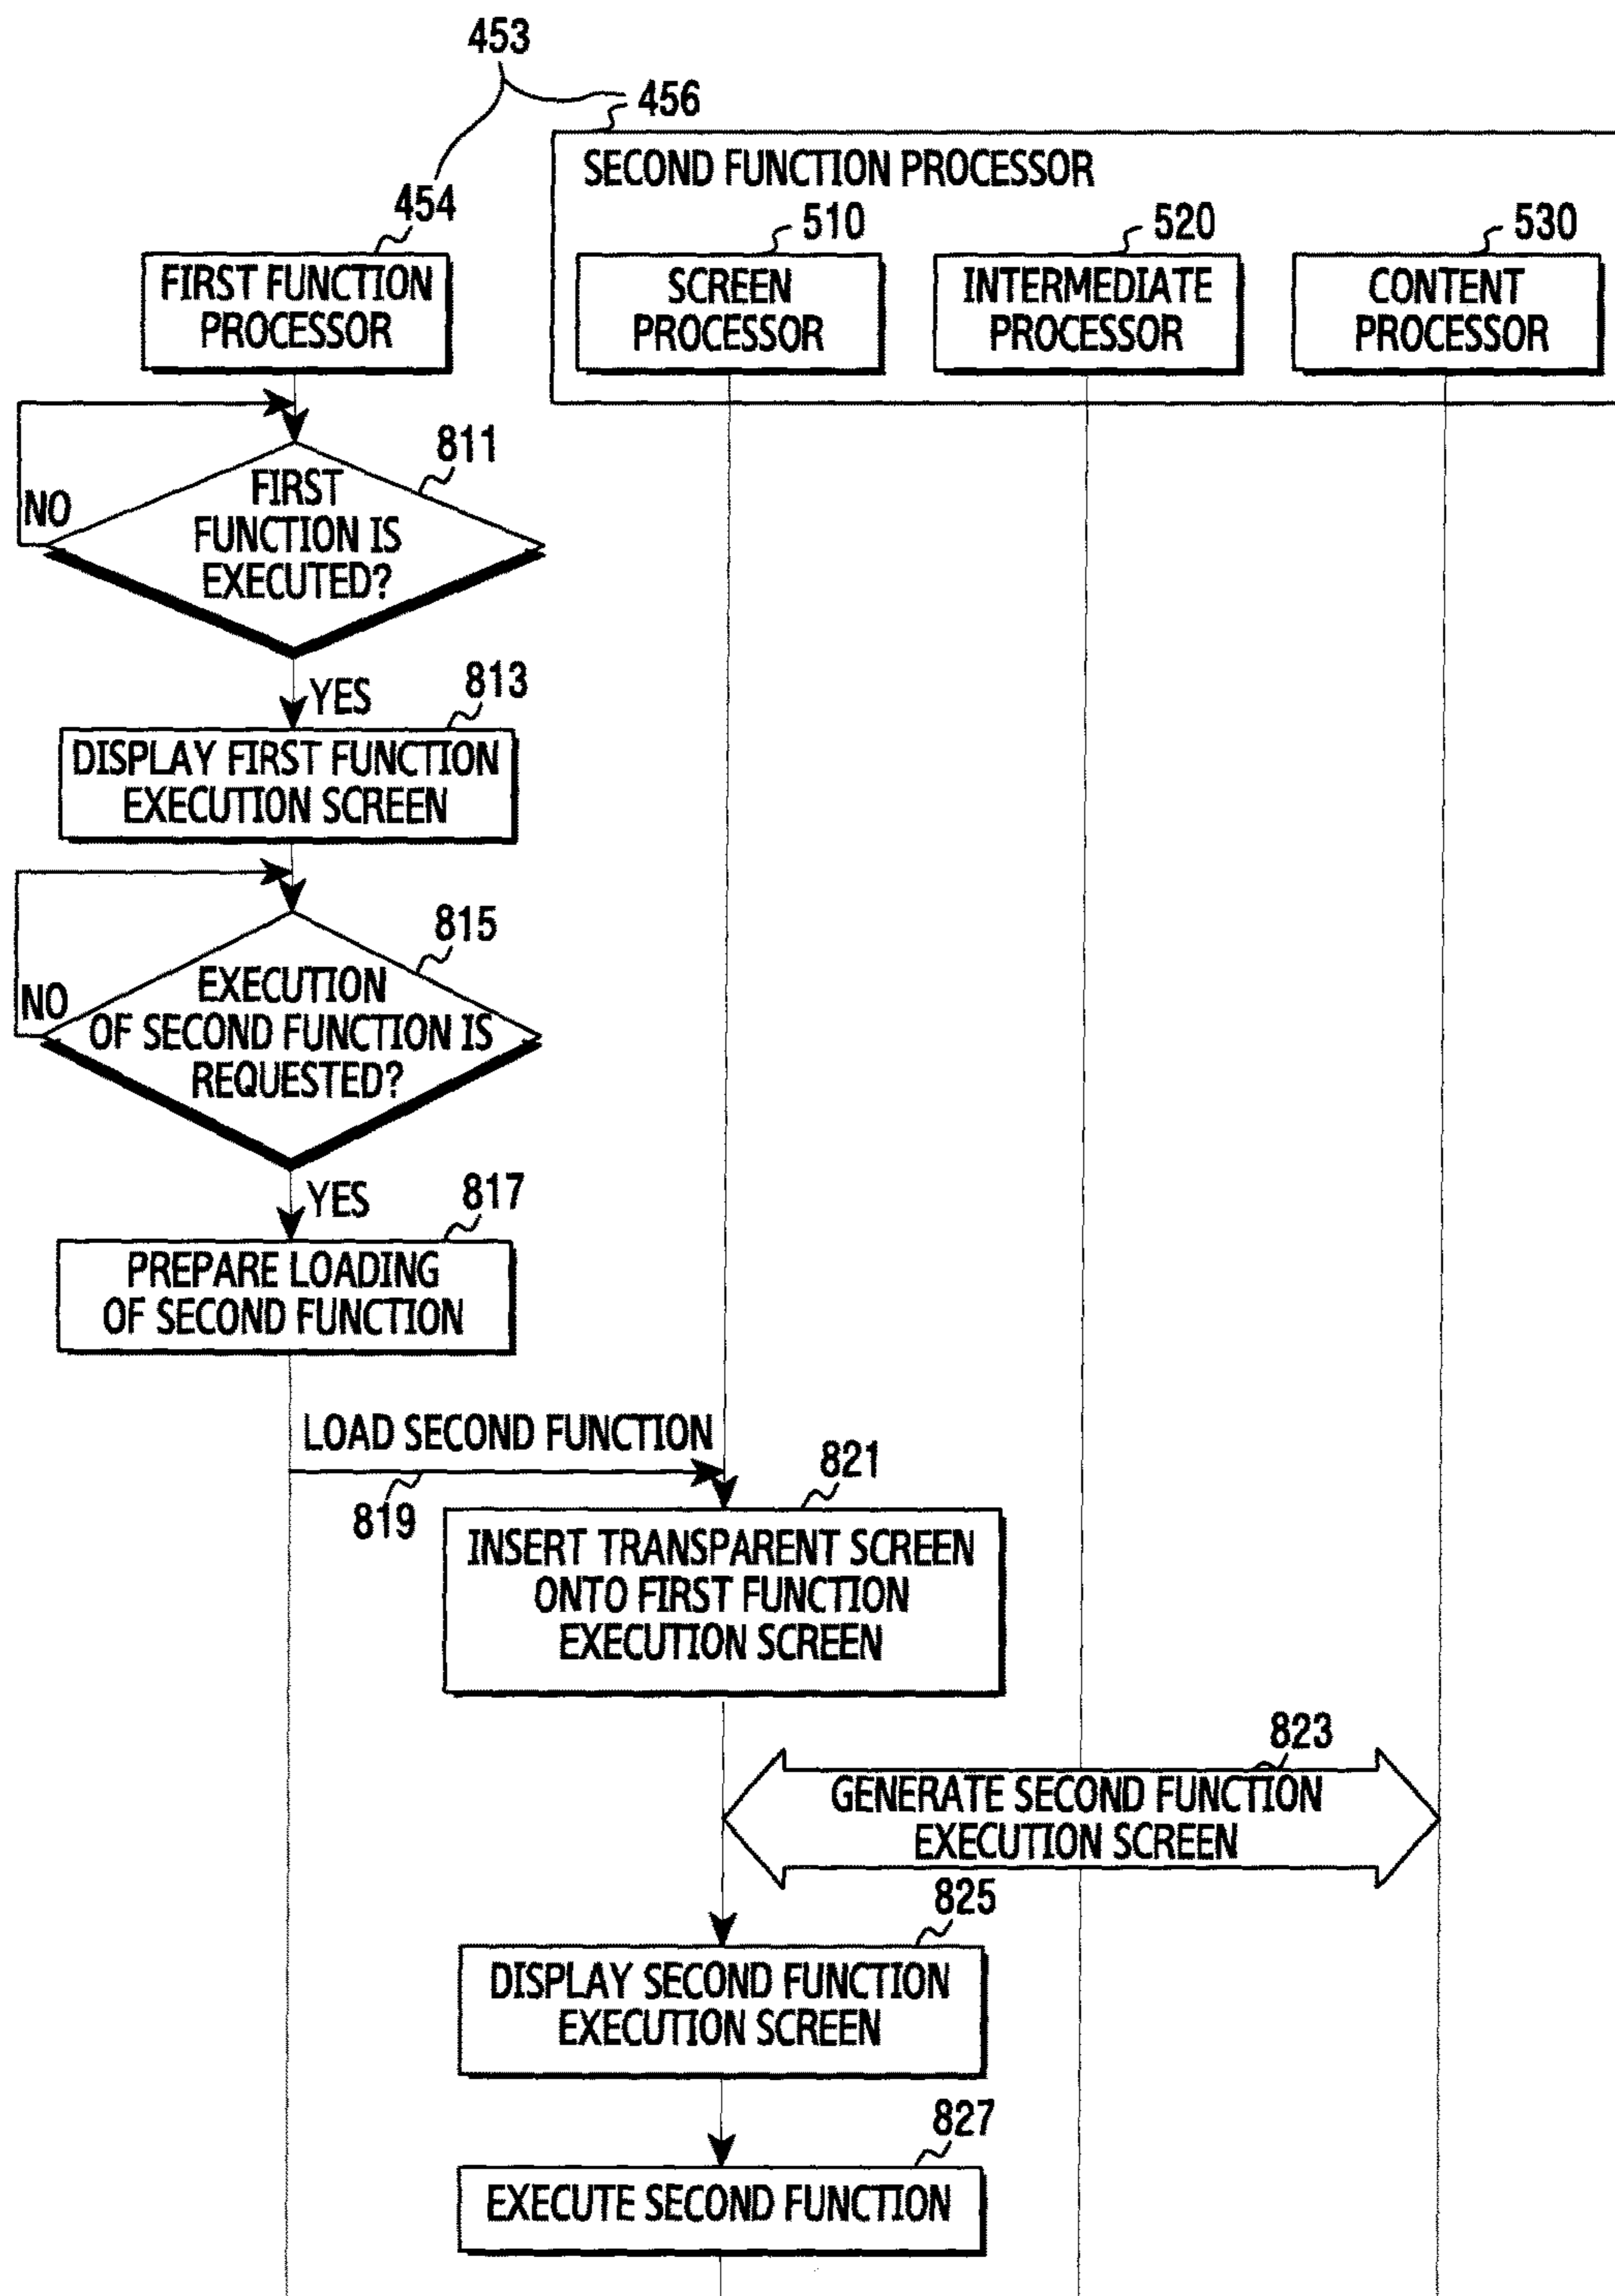 453
456
SECOND FUNCTION PROCESSOR
454
510
520
530
FIRST FUNCTION
PROCESSOR
SCREEN
PROCESSOR
INTERMEDIATE
PROCESSOR
CONTENT
PROCESSOR
811
NO
FIRST
FUNCTION IS
EXECUTED?
YES
813
DISPLAY FIRST FUNCTION
EXECUTION SCREEN
815
NO
EXECUTION
OF SECOND FUNCTION IS
REQUESTED?
YES
817
PREPARE LOADING
OF SECOND FUNCTION
LOAD SECOND FUNCTION
819
821
INSERT TRANSPARENT SCREEN
ONTO FIRST FUNCTION
EXECUTION SCREEN
823
GENERATE SECOND FUNCTION
EXECUTION SCREEN
825
DISPLAY SECOND FUNCTION
EXECUTION SCREEN
827
EXECUTE SECOND FUNCTION